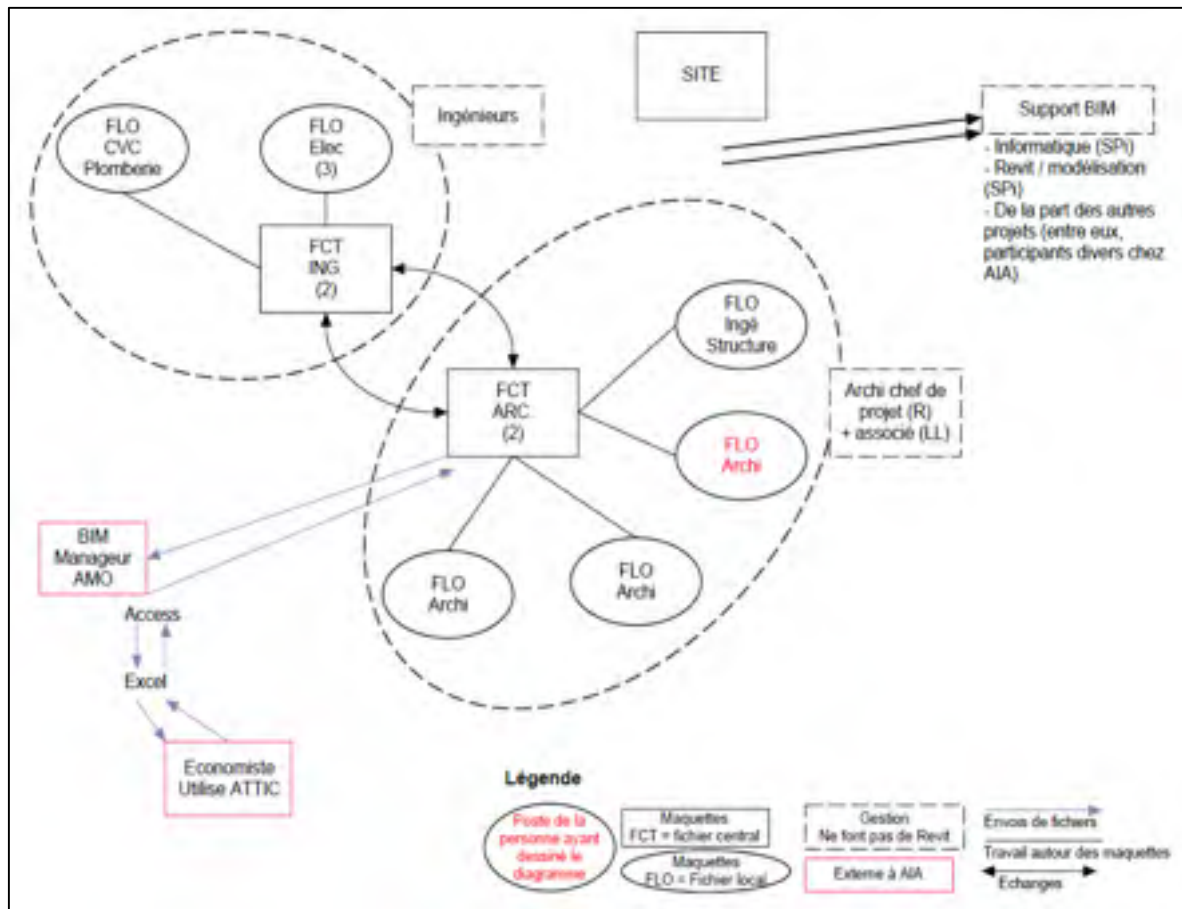 SITE
Support BIM
- Informatique (SPi)
- Revit / modélisation
(SPi)
- De la part des autres
projets (entre eux,
participants divers chez
AIA)
Ingénieurs
FLO
CVC
Plomberie
FLO
Elec
(3)
FCT
ING.
(2)
FLO
Ingé
Structure
FCT
ARC.
(2)
Archi chef de
projet (R)
+ associé (LL)
FLO
Archi
FLO
Archi
FLO
Archi
BIM
Manageur
AMO
Access
Excel
Economiste
Utilise ATTIC
Légende
Poste de la
personne ayant
dessiné le
diagramme
Maquettes
FCT = fichier central
Maquettes
FLO = Fichier local
Gestion
Ne font pas de Revit
Externe à AIA
Envois de fichiers
Travail autour des maquettes
Echanges